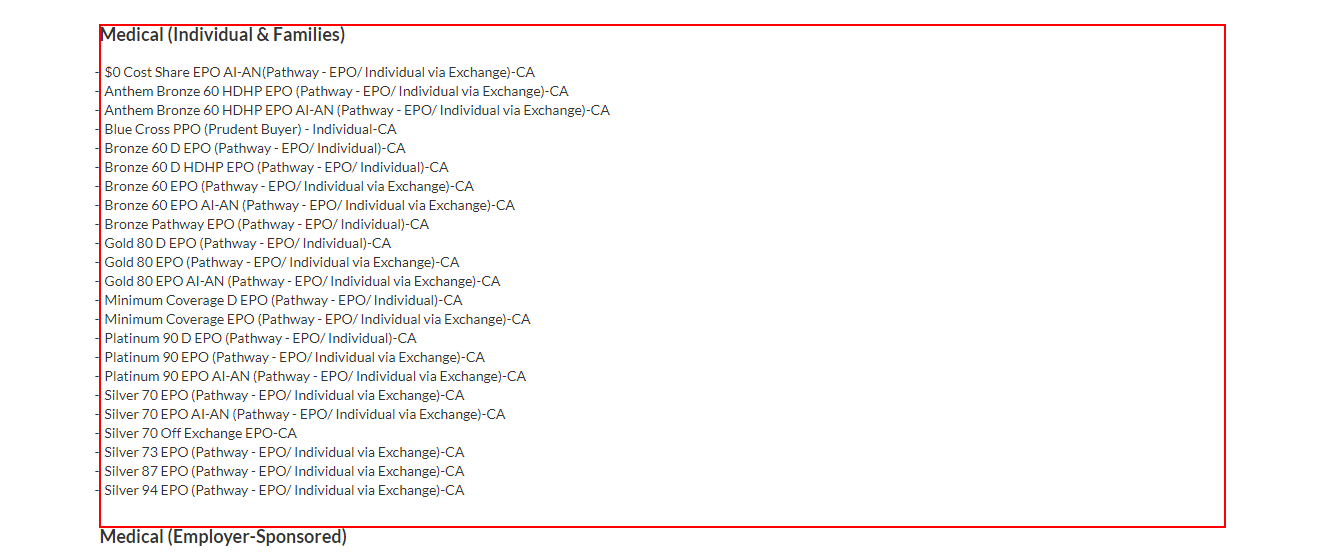 Medical (Individual & Families)
- $0 Cost Share EPO AI-AN(Pathway - EPO/ Individual via Exchange)-CA
- Anthem Bronze 60 HDHP EPO (Pathway - EPO/ Individual via Exchange)-CA
- Anthem Bronze 60 HDHP EPO AI-AN (Pathway - EPO/ Individual via Exchange)-CA
- Blue Cross PPO (Prudent Buyer) - Individual-CA
- Bronze 60 D EPO (Pathway - EPO/ Individual)-CA
- Bronze 60 D HDHP EPO (Pathway - EPO/ Individual)-CA
- Bronze 60 EPO (Pathway - EPO/ Individual via Exchange)-CA
- Bronze 60 EPO AI-AN (Pathway - EPO/ Individual via Exchange)-CA
- Bronze Pathway EPO (Pathway - EPO/ Individual)-CA
- Gold 80 D EPO (Pathway - EPO/ Individual)-CA
- Gold 80 EPO (Pathway - EPO/ Individual via Exchange)-CA
- Gold 80 EPO AI-AN (Pathway - EPO/ Individual via Exchange)-CA
- Minimum Coverage D EPO (Pathway - EPO/ Individual)-CA
- Minimum Coverage EPO (Pathway - EPO/ Individual via Exchange)-CA
- Platinum 90 D EPO (Pathway - EPO/ Individual)-CA
- Platinum 90 EPO (Pathway - EPO/ Individual via Exchange)-CA
- Platinum 90 EPO AI-AN (Pathway - EPO/ Individual via Exchange)-CA
- Silver 70 EPO (Pathway - EPO/ Individual via Exchange)-CA
- Silver 70 EPO AI-AN (Pathway - EPO/ Individual via Exchange)-CA
- Silver 70 Off Exchange EPO-CA
- Silver 73 EPO (Pathway - EPO/ Individual via Exchange)-CA
- Silver 87 EPO (Pathway - EPO/ Individual via Exchange)-CA
- Silver 94 EPO (Pathway - EPO/ Individual via Exchange)-CA
Medical (Employer-Sponsored)